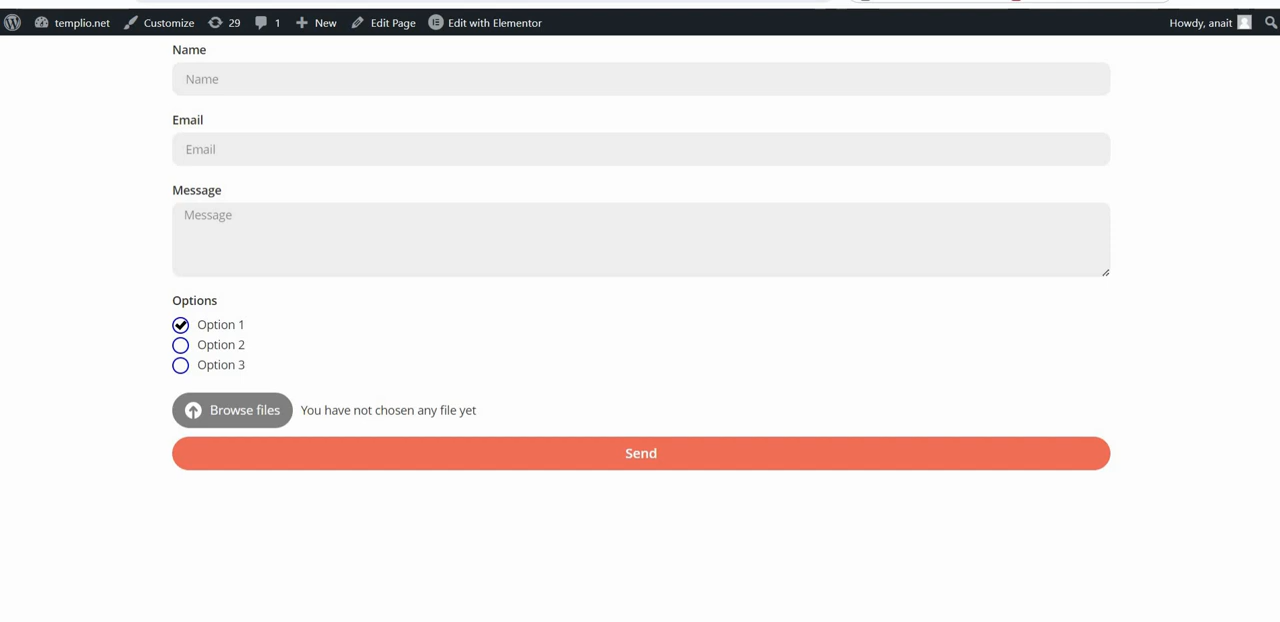 templio.net Customize 29 1 New Edit Page Edit with Elementor Howdy, anait
Name
Name
Email
Email
Message
Message
Options
Option 1
Option 2
Option 3
Browse files You have not chosen any file yet
Send